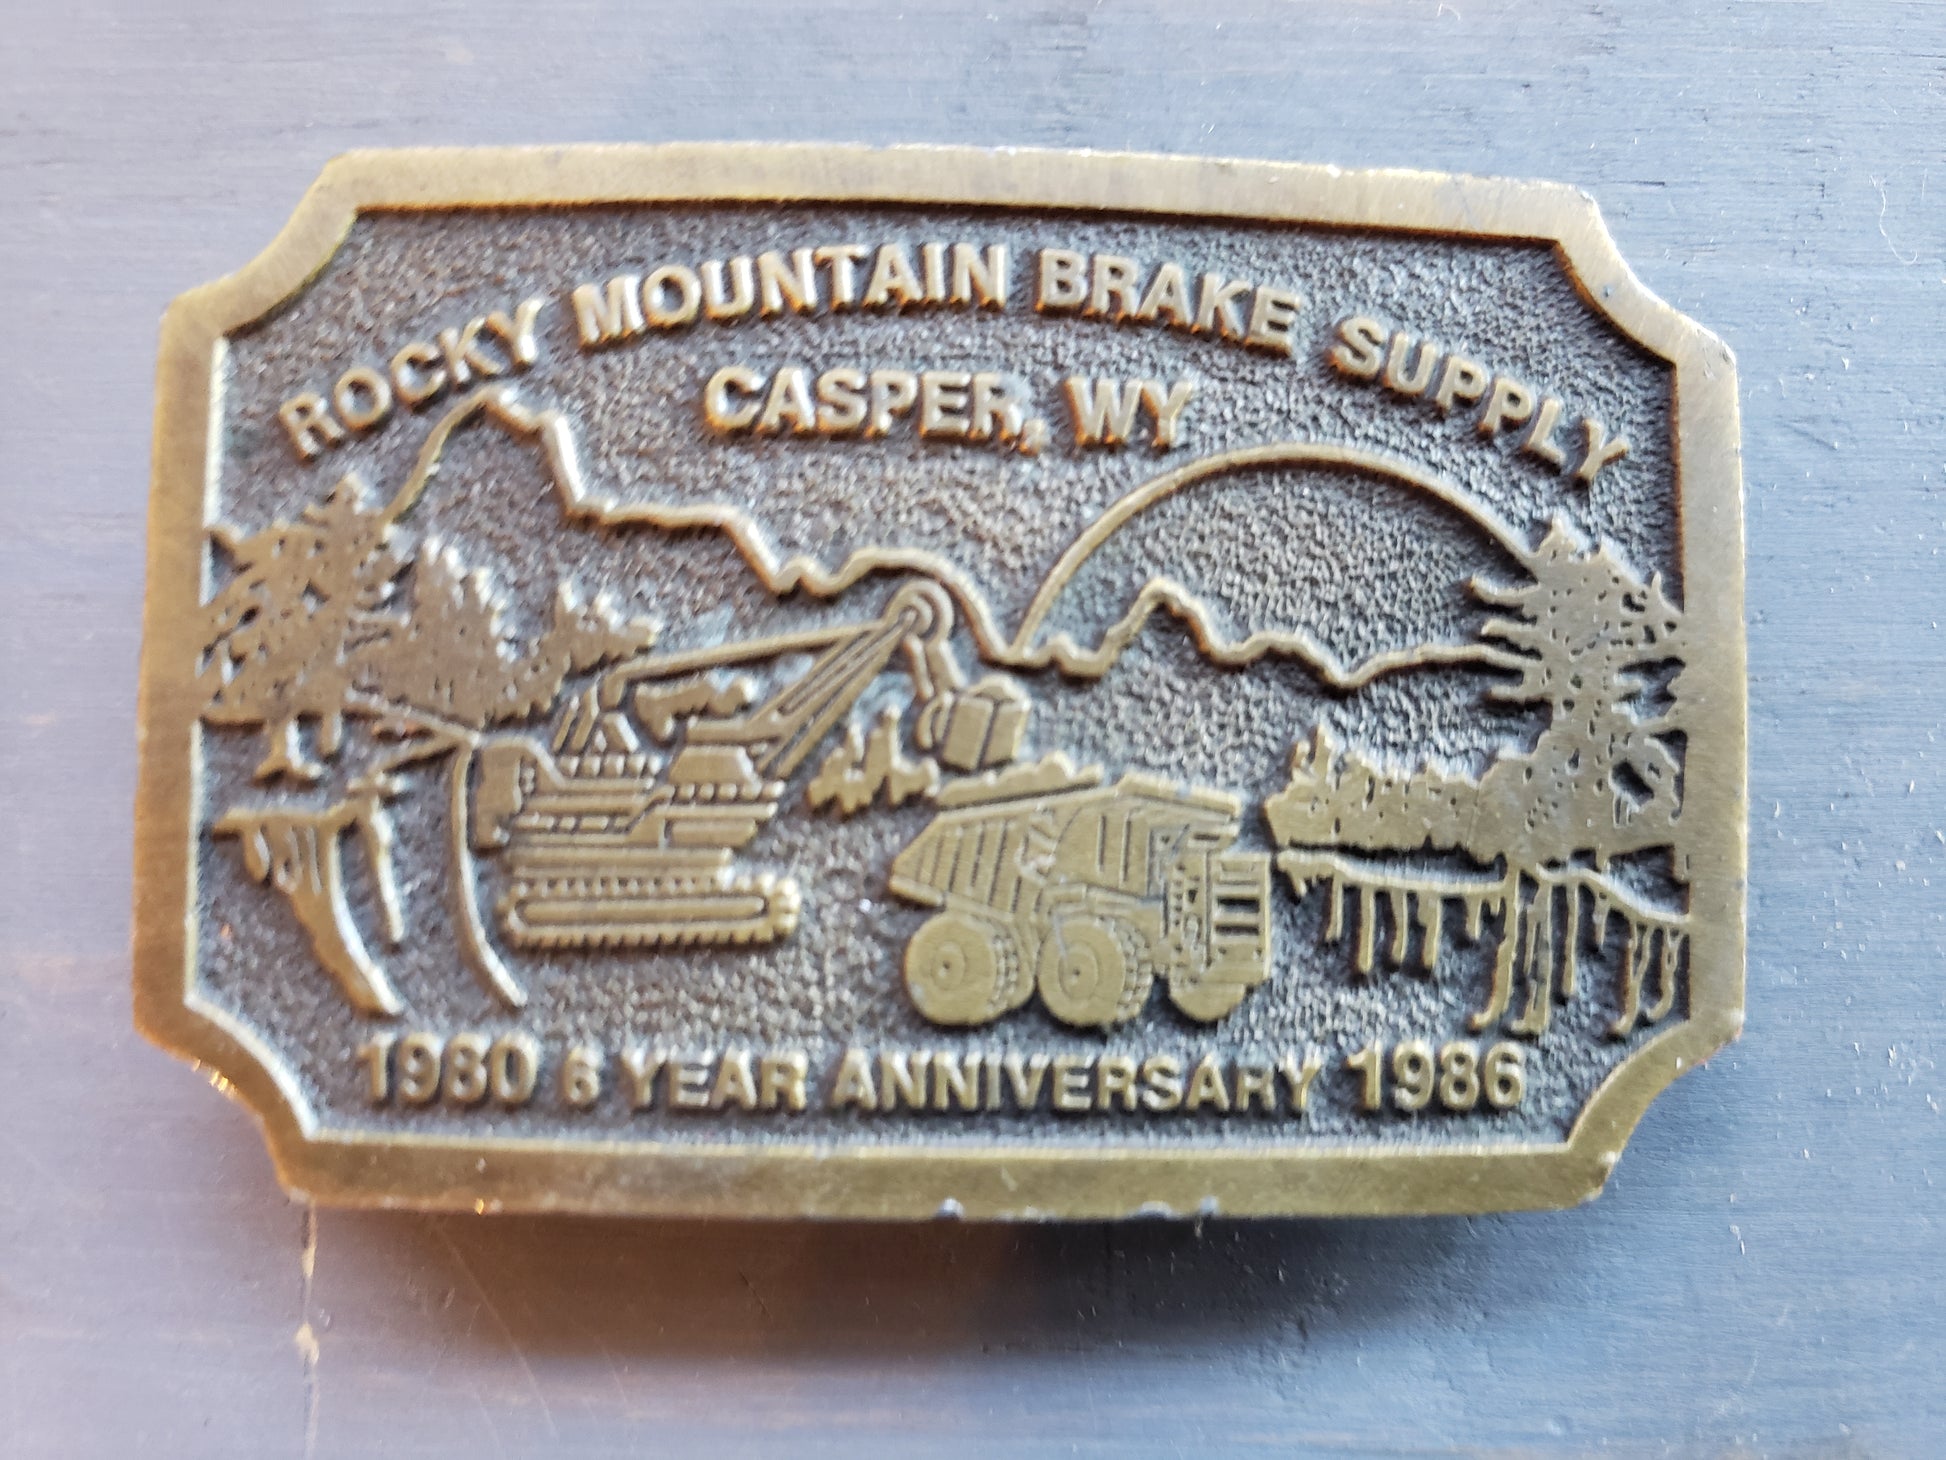 ROCKY MOUNTAIN BRAKE SUPPLY
CASPER, WY
1980 6 YEAR ANNIVERSARY 1986